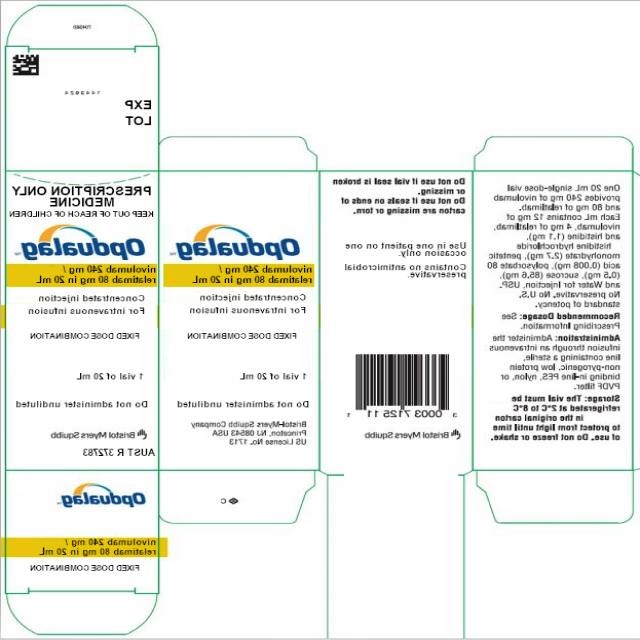 EXP
LOT
PRESCRIPTION ONLY
MEDICINE
KEEP OUT OF REACH OF CHILDREN
Opdualag™
nivolumab 240 mg /
relatlimab 80 mg in 20 mL
Concentrated injection
For intravenous infusion
FIXED DOSE COMBINATION
1 vial of 20 mL
Do not administer undiluted
Bristol Myers Squibb
AUST R 372783
Opdualag™
nivolumab 240 mg /
relatimab 80 mg in 20 mL
FIXED DOSE COMBINATION
Opdualag™
nivolumab 240 mg /
relatimab 80 mg in 20 mL
Concentrated injection
For intravenous infusion
FIXED DOSE COMBINATION
1 vial of 20 mL
Do not administer undiluted
Bristol-Myers Squibb Company
Princeton, NJ 08543 USA
US License No. 1713
C
Do not use if vial seal is broken
or missing.
Do not use if seals no ends of
carton are missing or torn.
Use in one patient on one
occasion only.
Contains no antimicrobial
preservative.
3 0003 7125 11 1
Bristol Myers Squibb
One 20 mL single-dose vial
provides 240 mg of nivolumab
and 80 mg of relatlimab.
Each mL contains 12 mg of
nivolumab, 4 mg of relatlimab,
and histidine (1.1 mg),
histidine hydrochloride
monohydrate (2.7 mg), pentetic
acid (0.008 mg), polysorbate 80
(0.5 mg), sucrose (85.6 mg),
and Water for Injection, USP.
No Preservative. No U.S.
standard of potency.
Recommended Dosage: See
Prescribing Information.
Administration: Administer the
infusion through an intravenous
line containing a sterile,
non-pyrogenic, low protein
binding in-line PES, nylon, or
PVDF filter.
Storage: The vial must be
refrigerated at 2°C to 8°C
in the original carton
to protect from light until time
of use. Do not freeze or shake.